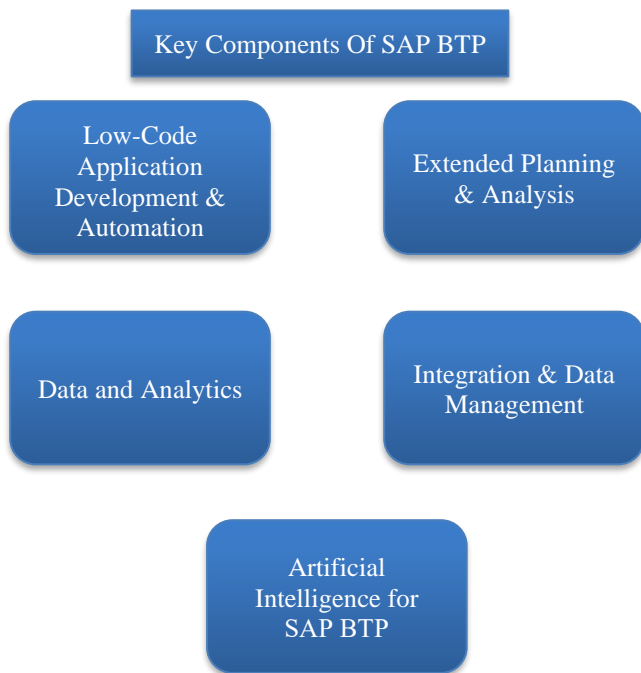 Key Components Of SAP BTP
Low-Code
Application
Development &
Automation
Extended Planning
& Analysis
Data and Analytics
Integration & Data
Management
Artificial
Intelligence for
SAP BTP